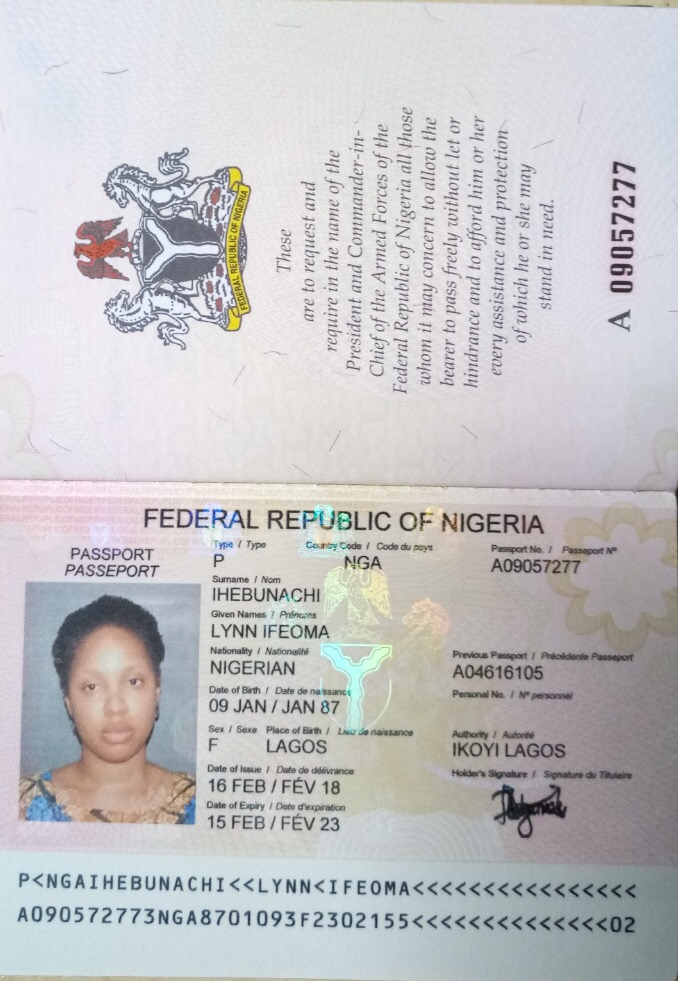 FEDERAL REPUBLIC OF NIGERIA
These
are to request and
require in the name of the
President and Commander-in-
Chief of the Armed Forces of the
Federal Republic of Nigeria all those
whom it may concern to allow the
bearer to pass freely without let or
hindrance and to afford him or her
every assistance and protection
of which he or she may
stand in need.
A 09057277
FEDERAL REPUBLIC OF NIGERIA
PASSPORT
PASSEPORT
Type / Type Country Code / Code du pays Passport No. / Passeport Nº
P NGA A09057277
Surname / Nom
IHEBUNACHI
Given Names / Prénoms
LYNN IFEOMA
Nationality / Nationalité Previous Passport / Précédente Passeport
NIGERIAN A04616105
Date of Birth / Date de naissance Personal No. / Nº personnel
09 JAN / JAN 87
Sex / Sexe Place of Birth / Lieu de naissance Authority / Autorité
F LAGOS IKOYI LAGOS
Date of Issue / Date de délivrance Holder's Signature / Signature du Titulaire
16 FEB / FÉV 18
Date of Expiry / Date d'expiration
15 FEB / FÉV 23
P<NGAIHEBUNACHI<<LYNN<IFEOMA<<<<<<<<<<<<<<<<
A090572773NGA8701093F2302155<<<<<<<<<<<<<<02